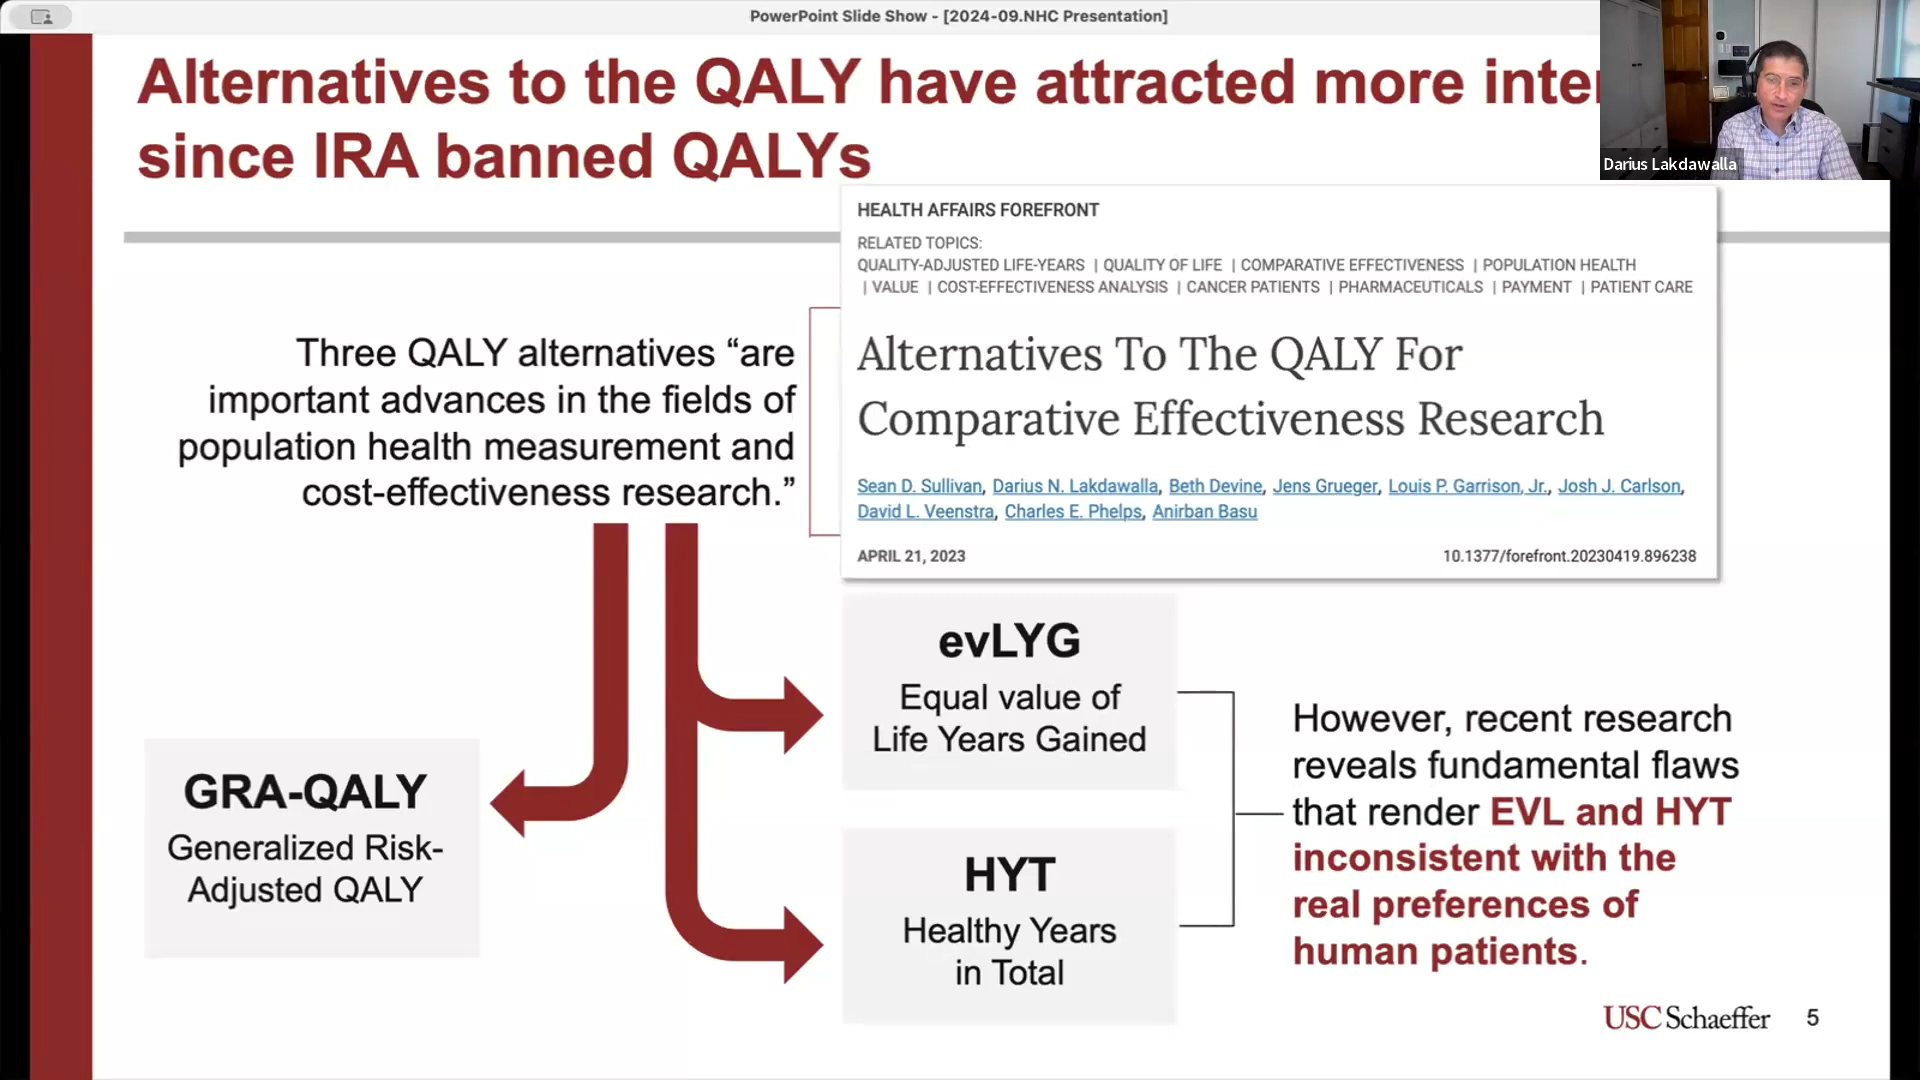 PowerPoint Slide Show - [2024-09.NHC Presentation]
Alternatives to the QALY have attracted more
since IRA banned QALYs
Darius Lakdawalla
HEALTH AFFAIRS FOREFRONT
RELATED TOPICS:
QUALITY-ADJUSTED LIFE-YEARS | QUALITY OF LIFE | COMPARATIVE EFFECTIVENESS | POPULATION HEALTH
| VALUE | COST-EFFECTIVENESS ANALYSIS | CANCER PATIENTS | PHARMACEUTICALS | PAYMENT | PATIENT CARE
Alternatives To The QALY For
Comparative Effectiveness Research
Sean D. Sullivan, Darius N. Lakdawalla, Beth Devine, Jens Grueger, Louis P. Garrison, Jr., Josh J. Carlson,
David L. Veenstra, Charles E. Phelps, Anirban Basu
APRIL 21, 2023 10.1377/forefront.20230419.896238
Three QALY alternatives “are
important advances in the fields of
population health measurement and
cost-effectiveness research.”
GRA-QALY
Generalized Risk-
Adjusted QALY
evLYG
Equal value of
Life Years Gained
HYT
Healthy Years
in Total
However, recent research
reveals fundamental flaws
that render EVL and HYT
inconsistent with the
real preferences of
human patients.
USC Schaeffer 5